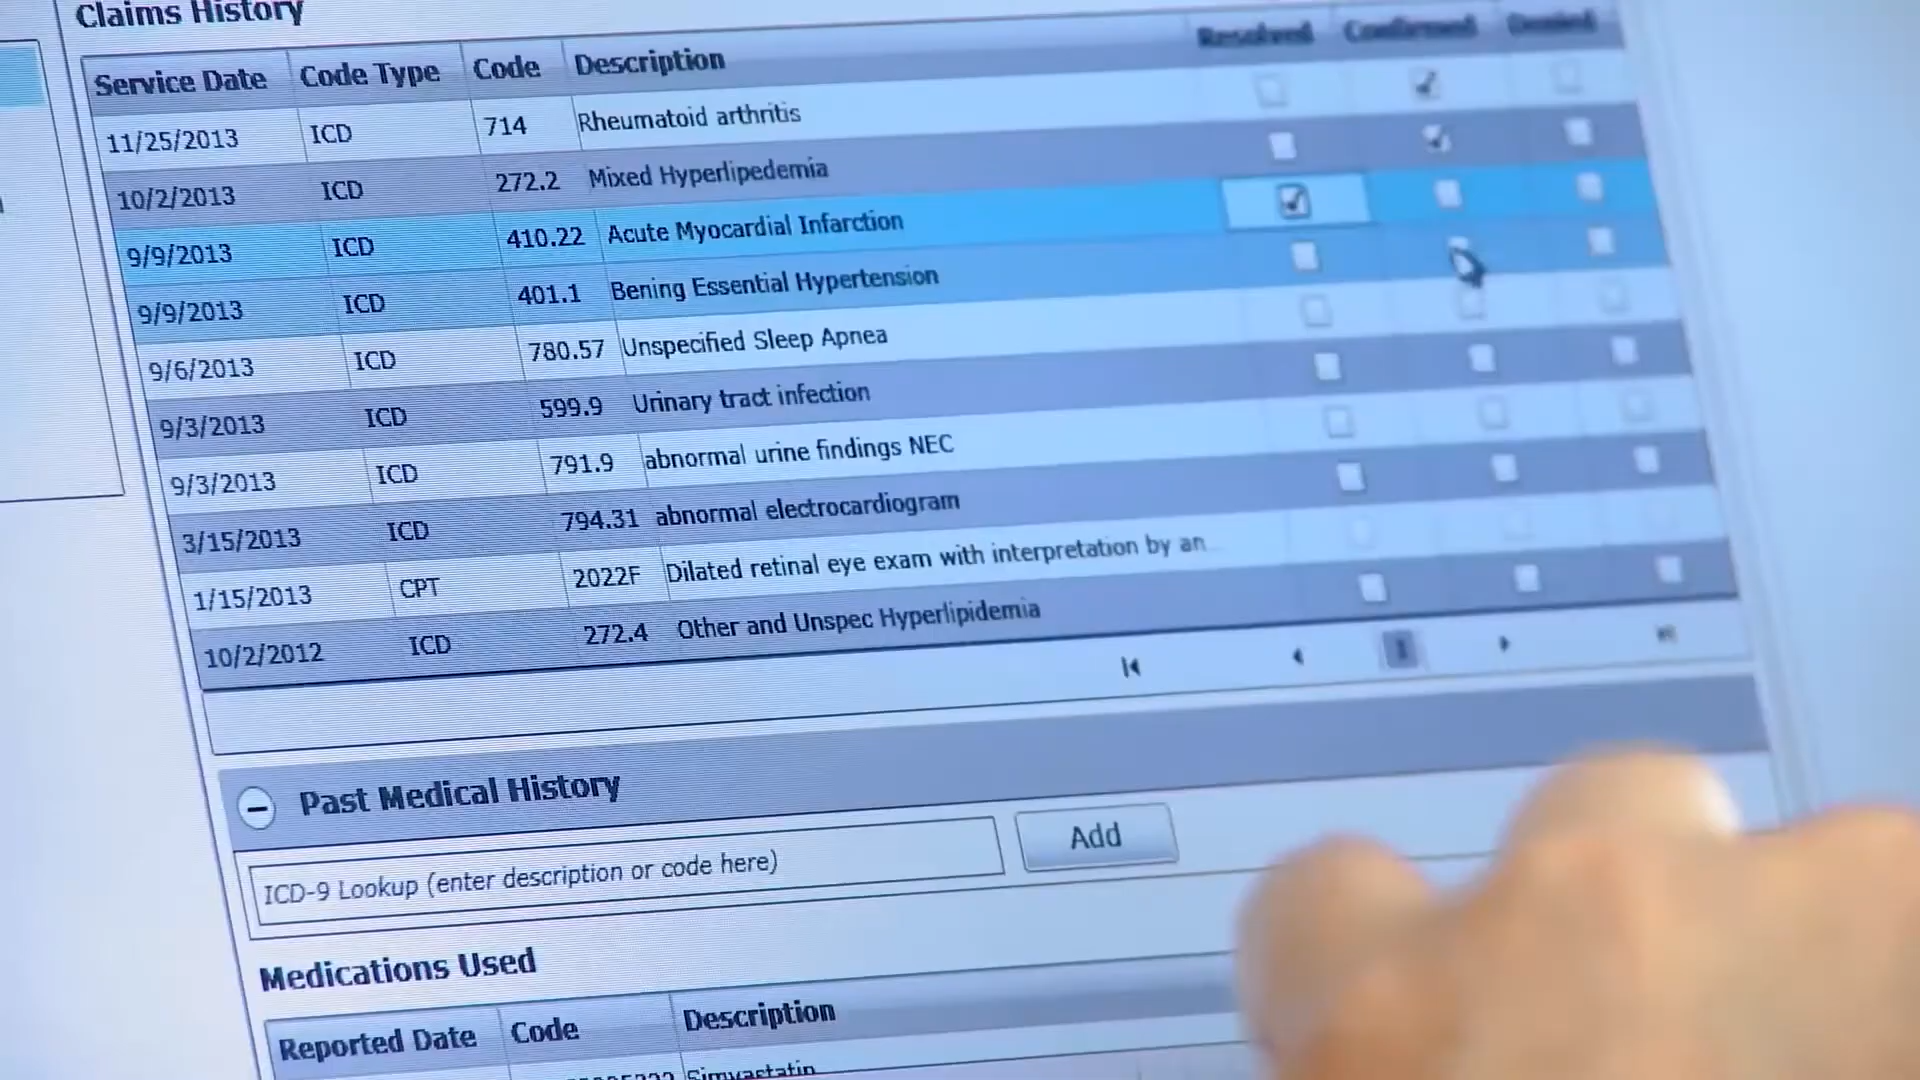 Claims History
Service Date Code Type Code Description Resolved Confirmed Denied
11/25/2013 ICD 714 Rheumatoid arthritis
10/2/2013 ICD 272.2 Mixed Hyperlipedemia
9/9/2013 ICD 410.22 Acute Myocardial Infarction
9/9/2013 ICD 401.1 Bening Essential Hypertension
9/6/2013 ICD 780.57 Unspecified Sleep Apnea
9/3/2013 ICD 599.9 Urinary tract infection
9/3/2013 ICD 791.9 abnormal urine findings NEC
3/15/2013 ICD 794.31 abnormal electrocardiogram
1/15/2013 CPT 2022F Dilated retinal eye exam with interpretation by an
10/2/2012 ICD 272.4 Other and Unspec Hyperlipidemia
1
Past Medical History
ICD-9 Lookup (enter description or code here) Add
Medications Used
Reported Date Code Description
Simvastatin